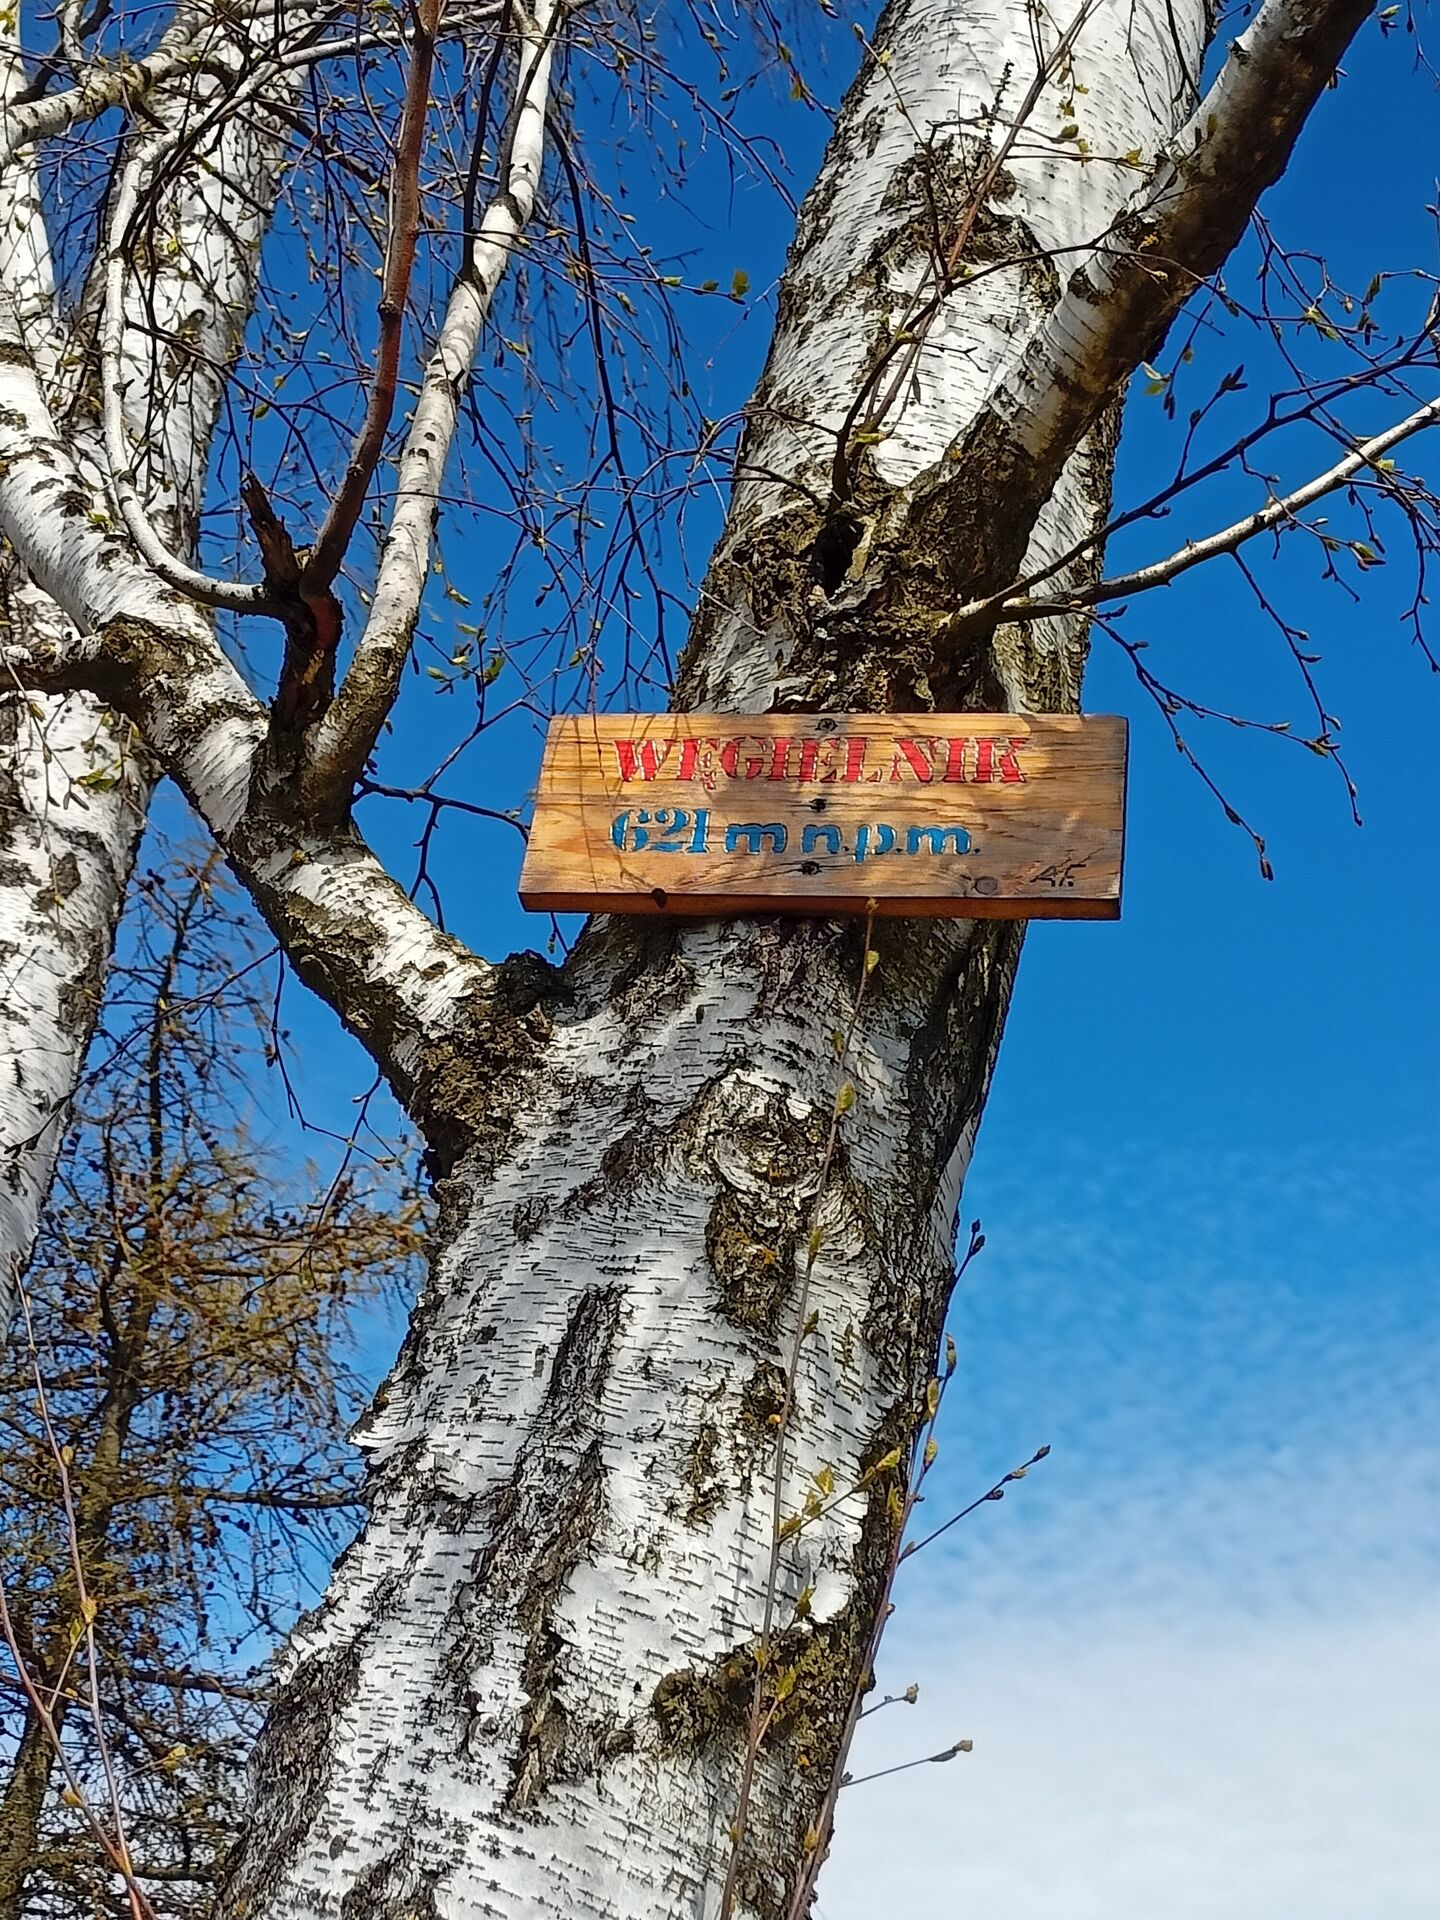 WĘGIELNIK
621 m n.p.m.
A.F.